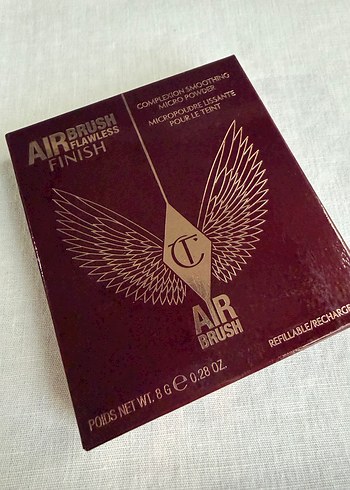 AIRBRUSH
FLAWLESS
FINISH
COMPLEXION SMOOTHING
MICRO POWDER
MICROPOUDRE LISSANTE
POUR LE TEINT
CT
AIR
BRUSH
REFILLABLE/RECHARGE
POIDS NET WT. 8 G ℮ 0.28 OZ.